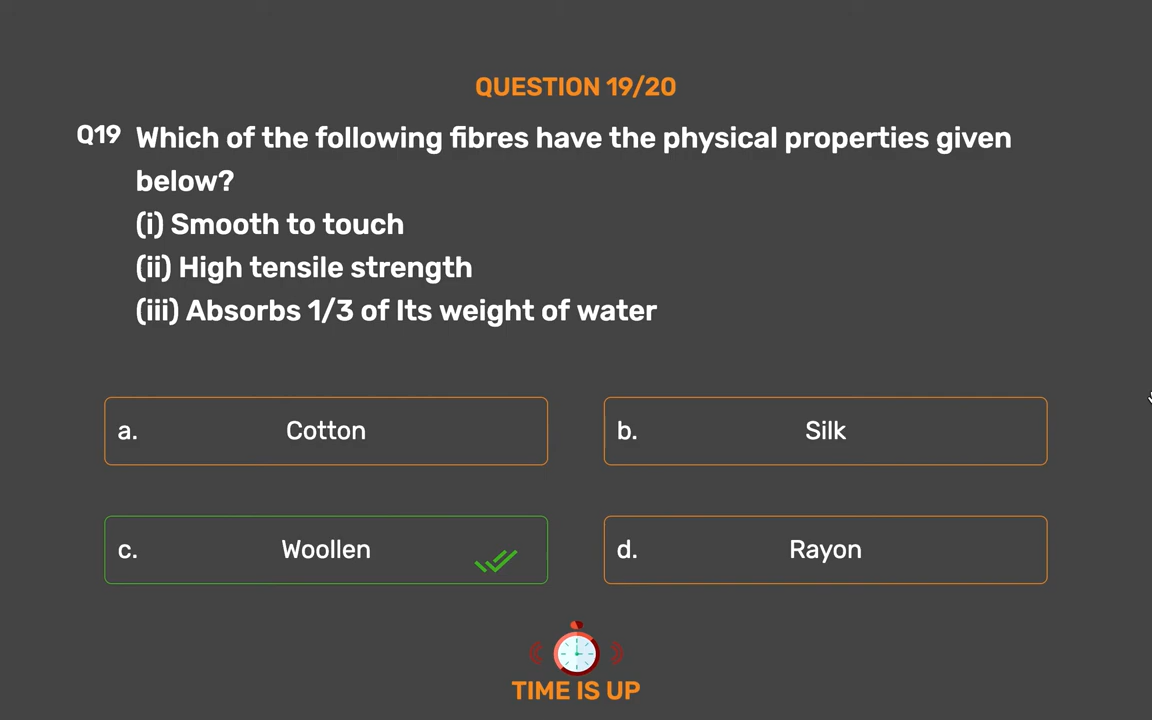 QUESTION 19/20
Q19 Which of the following fibres have the physical properties given
below?
(i) Smooth to touch
(ii) High tensile strength
(iii) Absorbs 1/3 of Its weight of water
a. Cotton
b. Silk
c. Woollen
d. Rayon
TIME IS UP